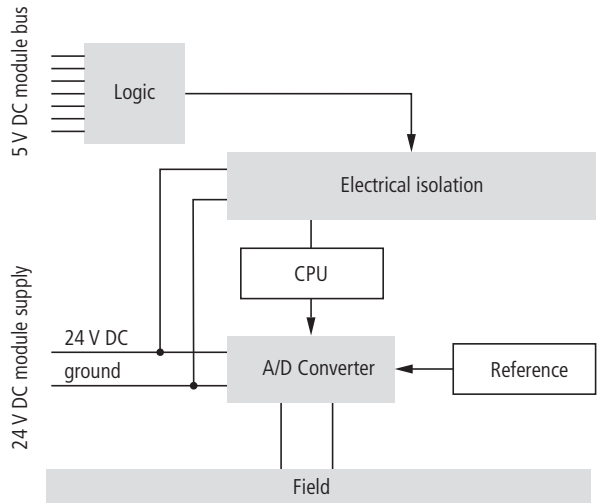 5 V DC module bus
Logic
Electrical isolation
CPU
24 V DC module supply
24 V DC
ground
A/D Converter
Reference
Field